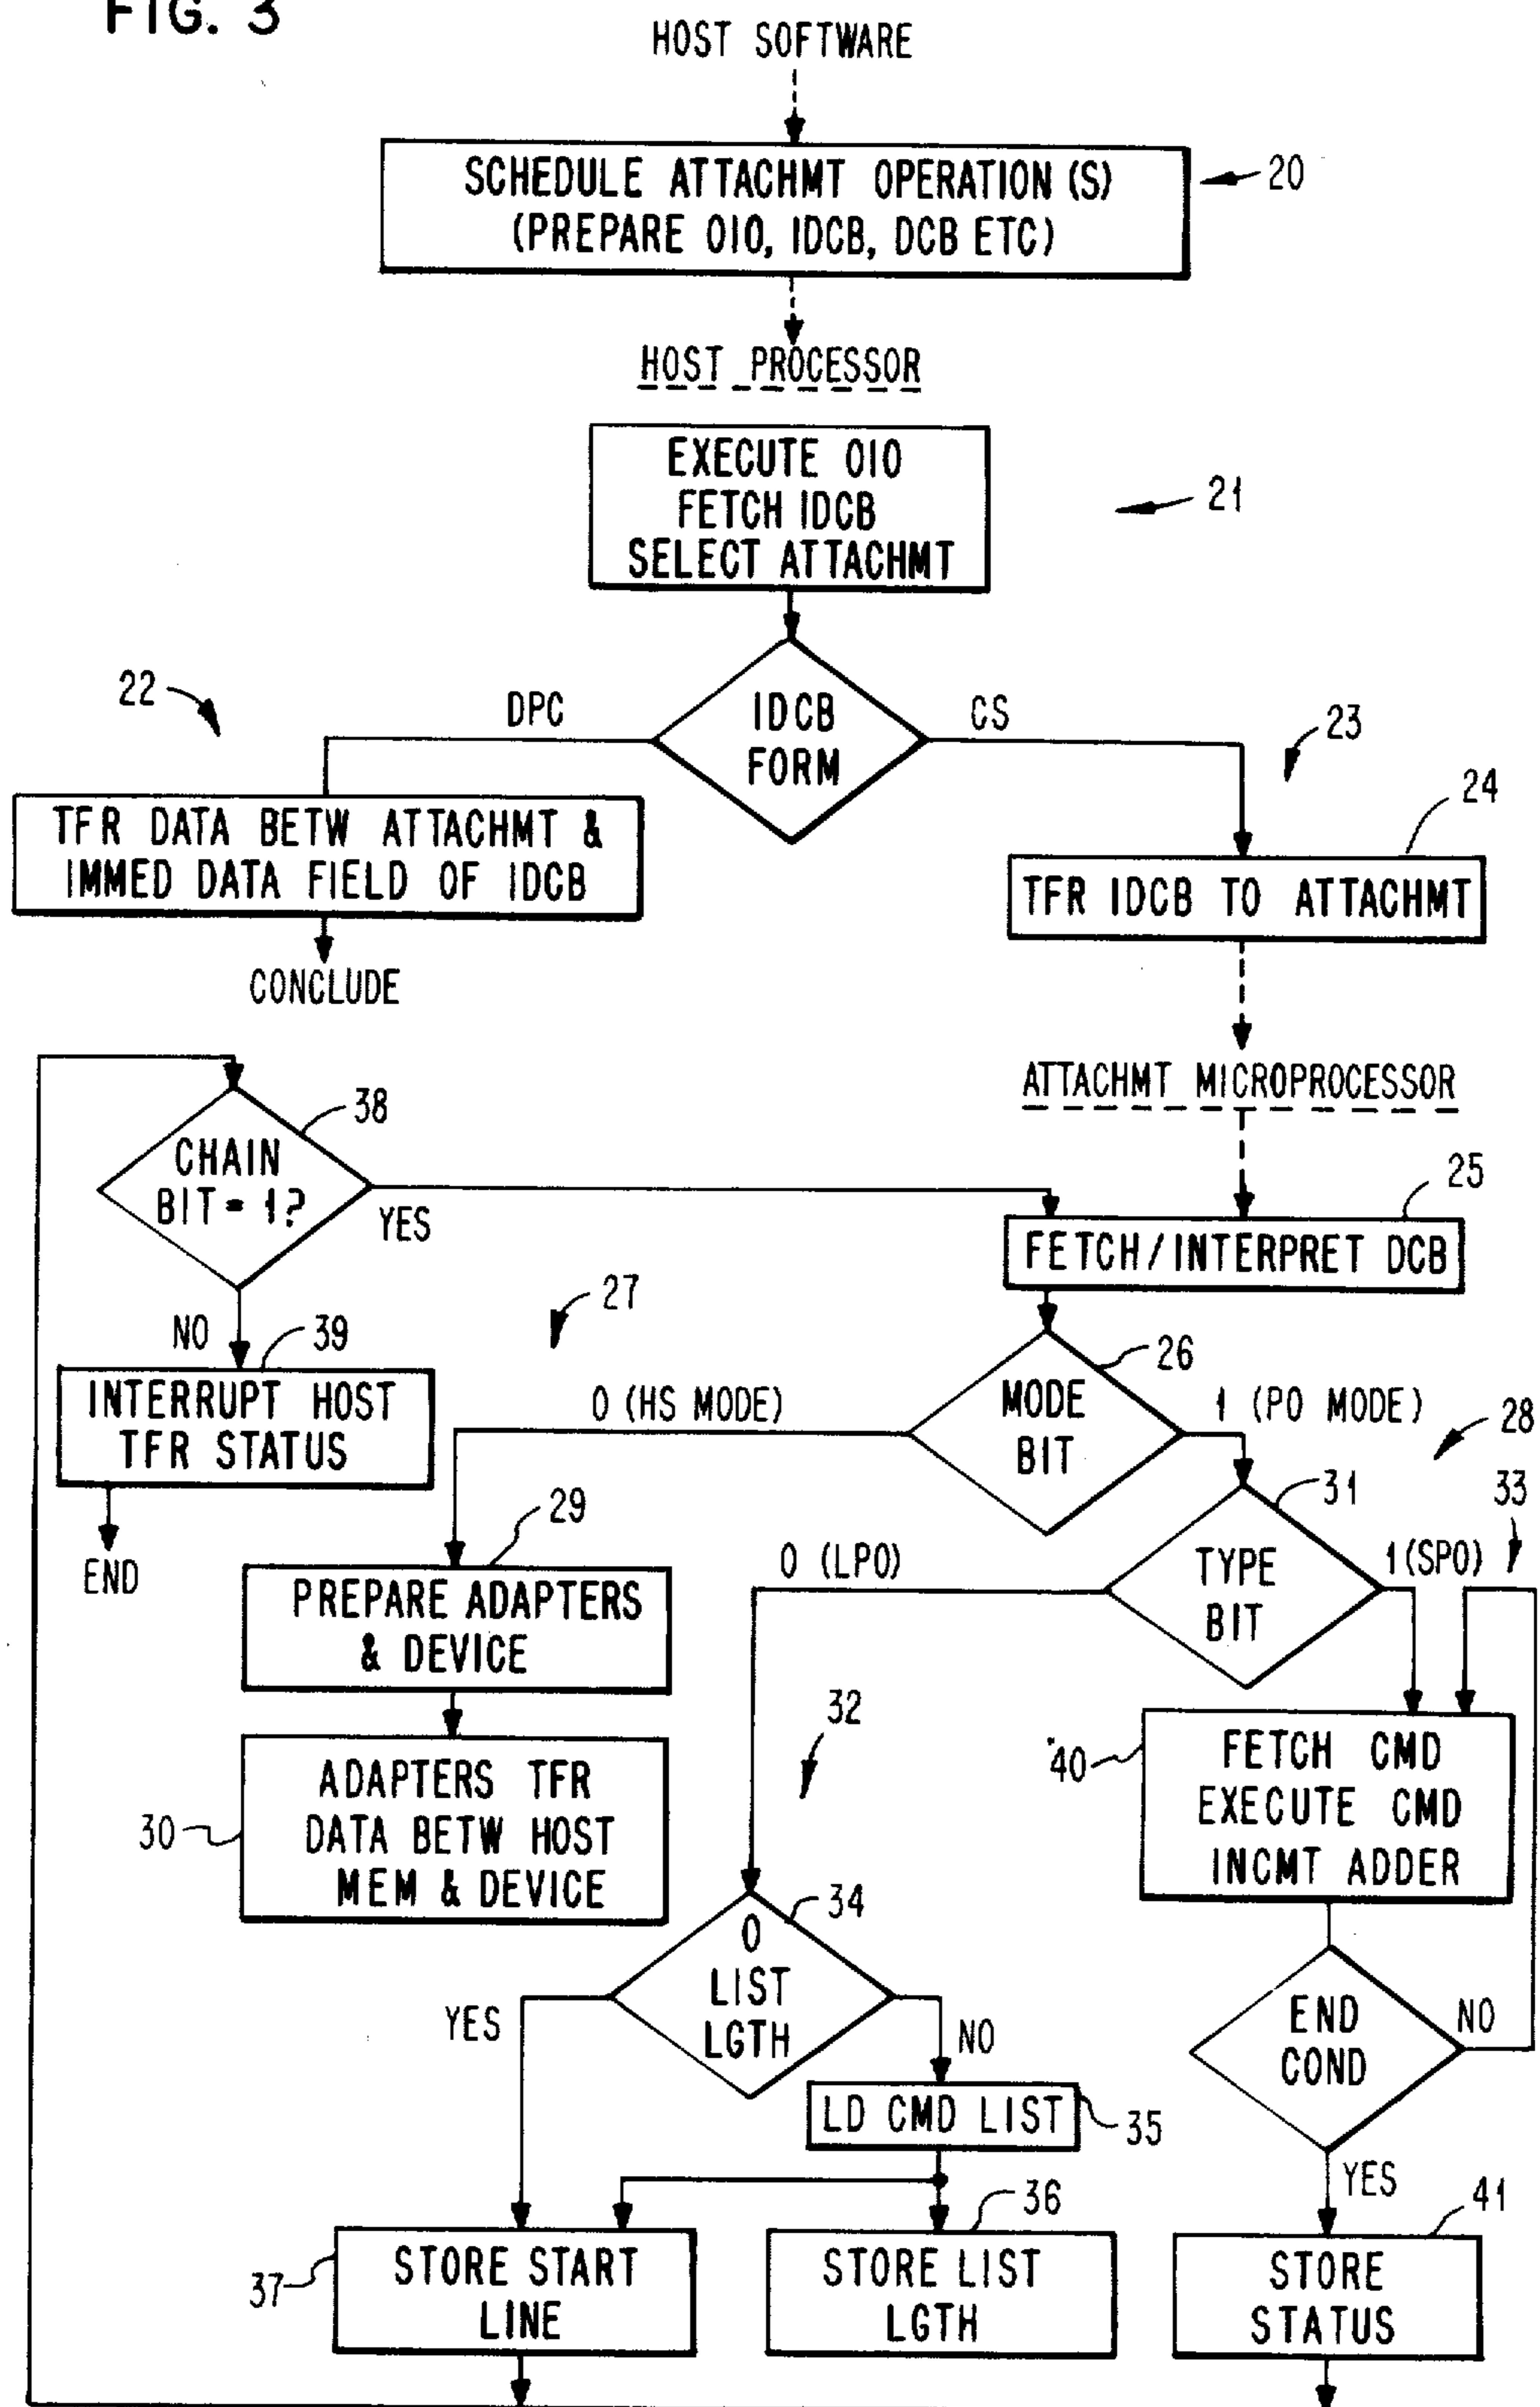 FIG. 3
HOST SOFTWARE
SCHEDULE ATTACHMT OPERATION (S)
(PREPARE OIO, IDCB, DCB ETC)
20
HOST PROCESSOR
EXECUTE OIO
FETCH IDCB
SELECT ATTACHMT
21
22
DPC
IDCB
FORM
CS
23
TFR DATA BETW ATTACHMT &
IMMED DATA FIELD OF IDCB
CONCLUDE
24
TFR IDCB TO ATTACHMT
ATTACHMT MICROPROCESSOR
38
CHAIN
BIT = 1?
YES
25
FETCH/INTERPRET DCB
NO
39
INTERRUPT HOST
TFR STATUS
END
27
26
0 (HS MODE)
MODE
BIT
1 (PO MODE)
28
29
PREPARE ADAPTERS
& DEVICE
31
33
0 (LPO)
TYPE
BIT
1(SPO)
30
ADAPTERS TFR
DATA BETW HOST
MEM & DEVICE
32
40
FETCH CMD
EXECUTE CMD
INCMT ADDER
34
0
LIST
LGTH
YES
NO
END
COND
NO
LD CMD LIST
35
YES
36
41
37
STORE START
LINE
STORE LIST
LGTH
STORE
STATUS